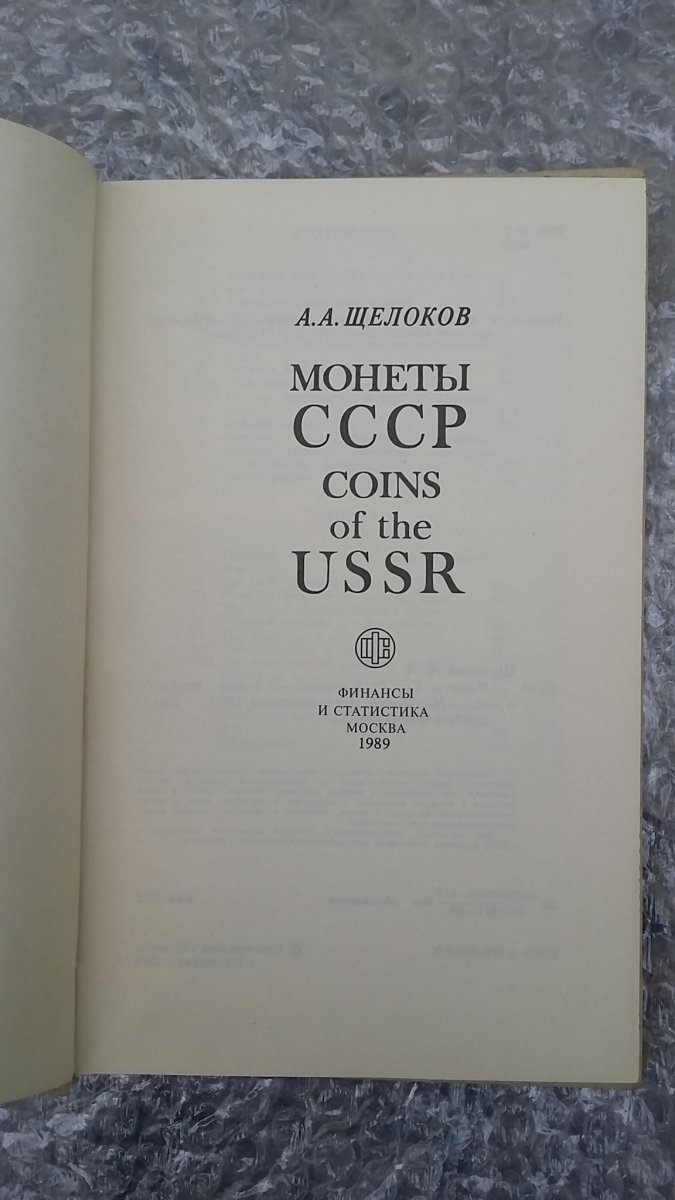 А.А. ЩЕЛОКОВ
МОНЕТЫ
СССР
COINS
of the
USSR
ФИНАНСЫ
И СТАТИСТИКА
МОСКВА
1989